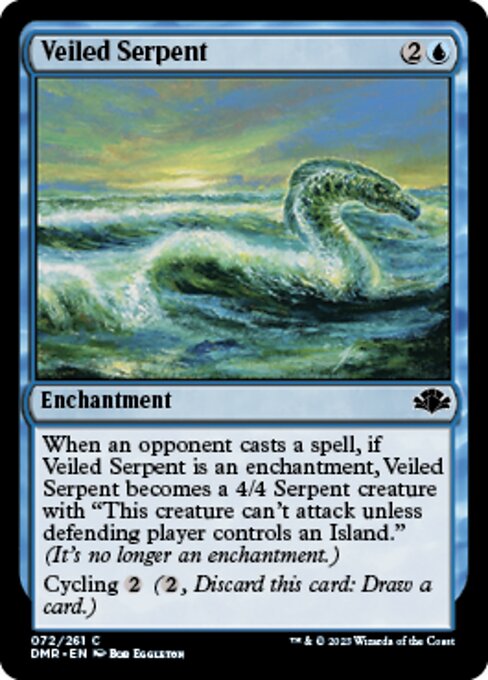 Veiled Serpent 2
Enchantment
When an opponent casts a spell, if
Veiled Serpent is an enchantment, Veiled
Serpent becomes a 4/4 Serpent creature
with “This creature can’t attack unless
defending player controls an Island.”
(It’s no longer an enchantment.)
Cycling 2 (2, Discard this card: Draw a
card.)
072/261 C ™ & © 2023 Wizards of the Coast
DMR • EN Bob Eggleton